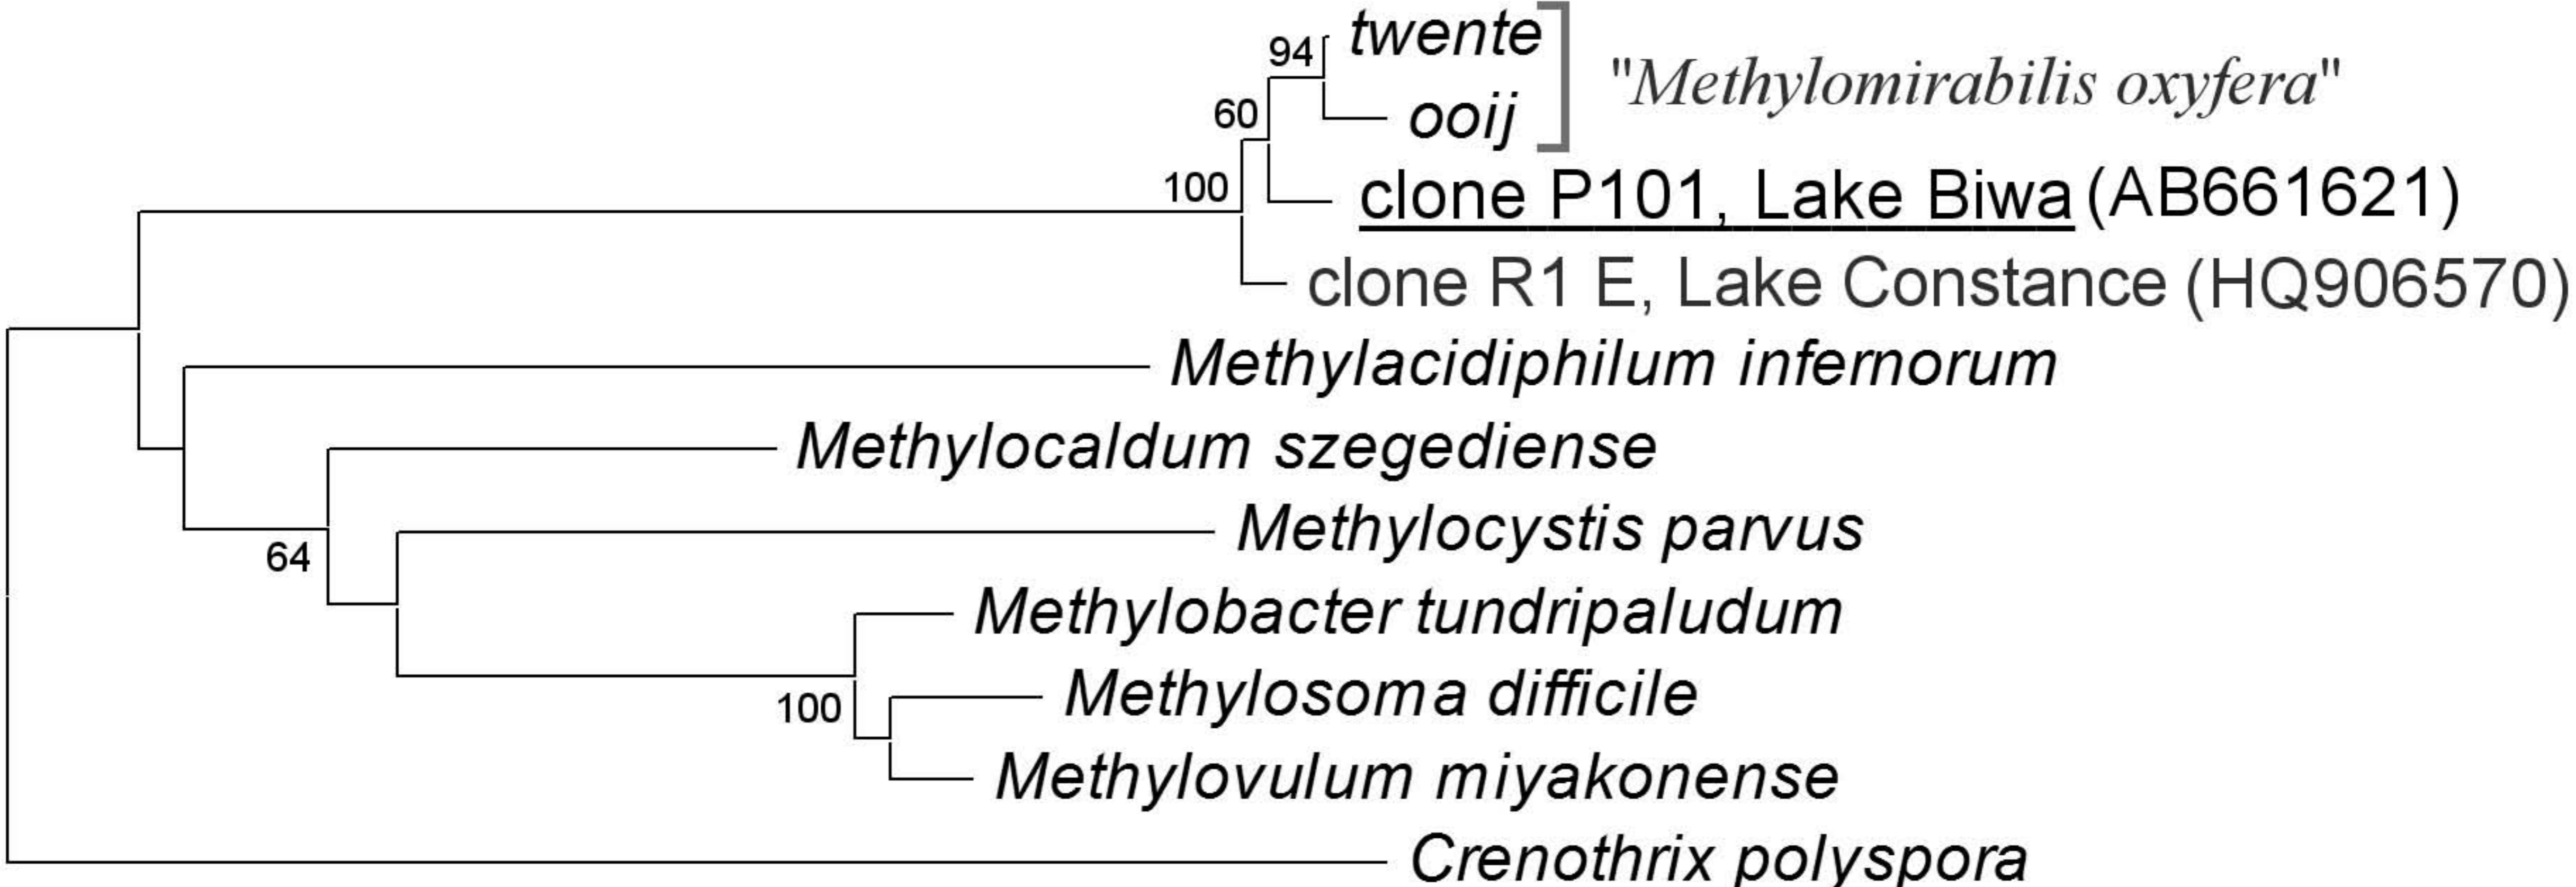 94
twente
"Methylomirabilis oxyfera"
60
ooij
100
clone P101, Lake Biwa (AB661621)
clone R1 E, Lake Constance (HQ906570)
Methylacidiphilum infernorum
Methylocaldum szegediense
64
Methylocystis parvus
Methylobacter tundripaludum
100
Methylosoma difficile
Methylovulum miyakonense
Crenothrix polyspora